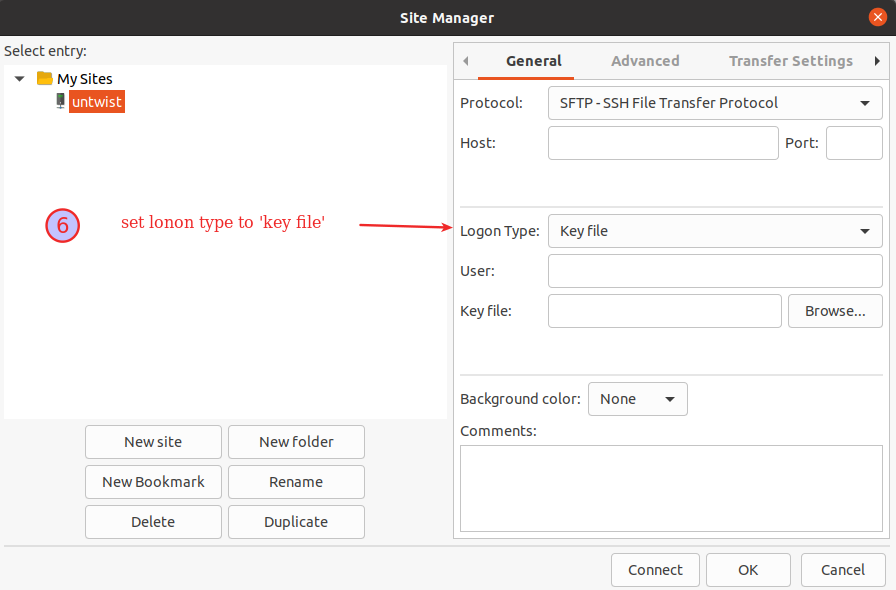 Site Manager
Select entry:
My Sites
untwist
6 set lonon type to 'key file'
New site New folder
New Bookmark Rename
Delete Duplicate
General Advanced Transfer Settings
Protocol: SFTP - SSH File Transfer Protocol
Host: Port:
Logon Type: Key file
User:
Key file: Browse...
Background color: None
Comments:
Connect OK Cancel